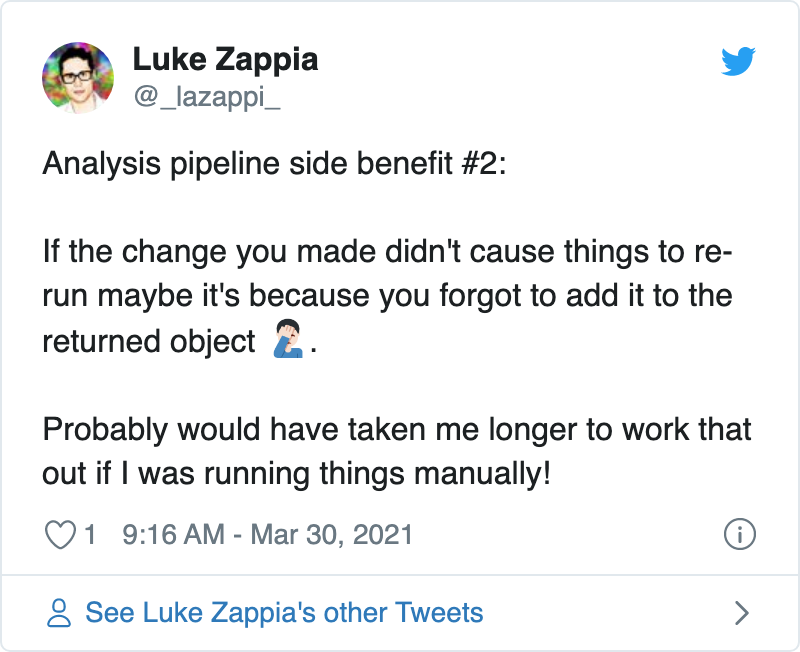 Luke Zappia
@_lazappi_
Analysis pipeline side benefit #2:
If the change you made didn't cause things to re-
run maybe it's because you forgot to add it to the
returned object 🤦🏻‍♂️.
Probably would have taken me longer to work that
out if I was running things manually!
1 9:16 AM - Mar 30, 2021
See Luke Zappia's other Tweets